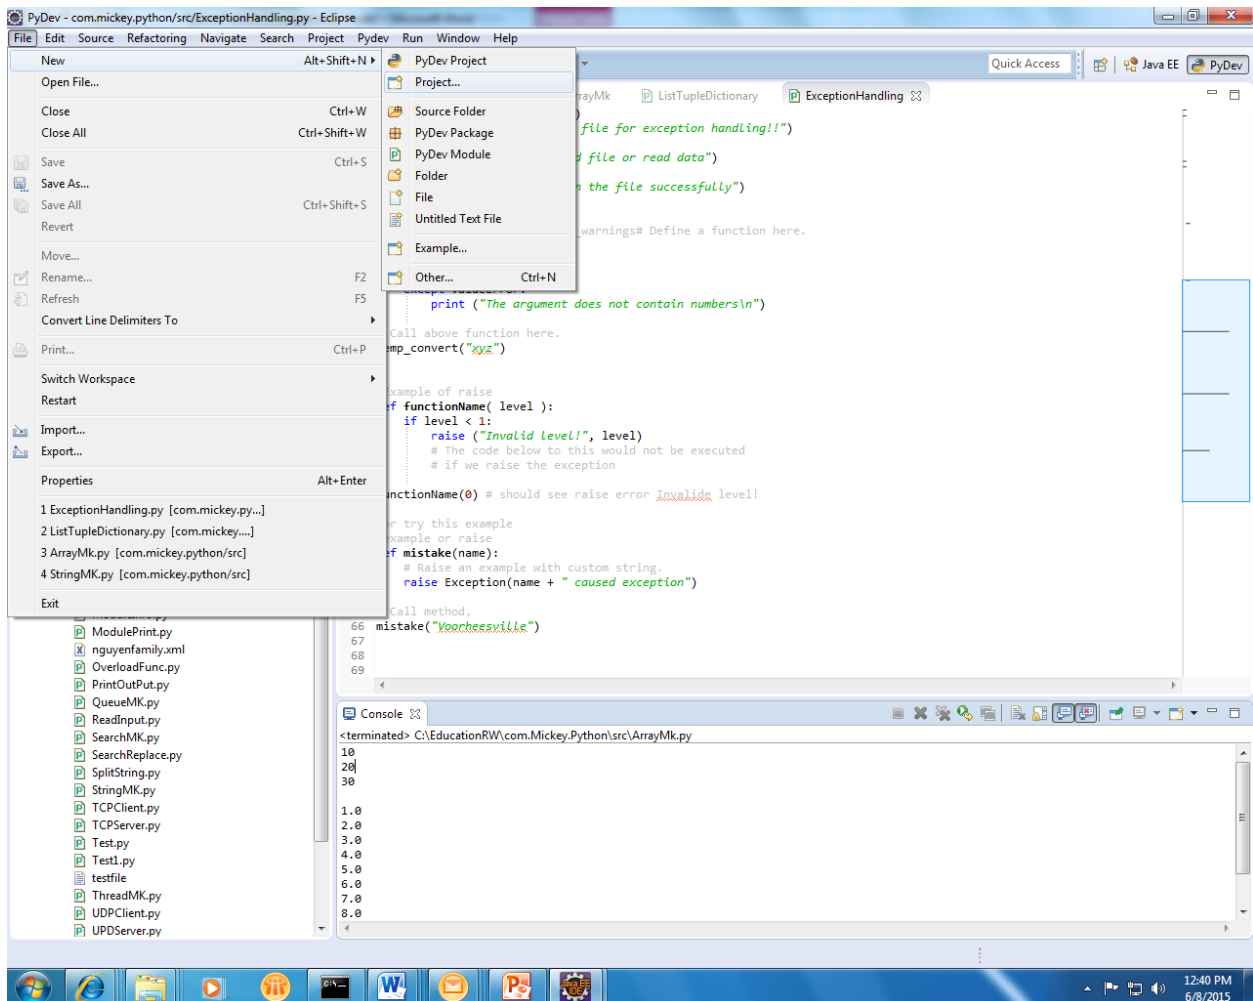 PyDev - com.mickey.python/src/ExceptionHandling.py - Eclipse
File Edit Source Refactoring Navigate Search Project Pydev Run Window Help
New Alt+Shift+N
Open File...
Close Ctrl+W
Close All Ctrl+Shift+W
Save Ctrl+S
Save As...
Save All Ctrl+Shift+S
Revert
Move...
Rename... F2
Refresh F5
Convert Line Delimiters To
Print... Ctrl+P
Switch Workspace
Restart
Import...
Export...
Properties Alt+Enter
1 ExceptionHandling.py [com.mickey.py...]
2 ListTupleDictionary.py [com.mickey....]
3 ArrayMk.py [com.mickey.python/src]
4 StringMK.py [com.mickey.python/src]
Exit
PyDev Project
Project...
Source Folder
PyDev Package
PyDev Module
Folder
File
Untitled Text File
Example...
Other... Ctrl+N
Quick Access Java EE PyDev
rayMk ListTupleDictionary ExceptionHandling
)
file for exception handling!!")
file or read data")
the file successfully")
_warnings# Define a function here.
except ValueError:
print ("The argument does not contain numbers\n")
Call above function here.
emp_convert("xyz")
xample of raise
ef functionName( level ):
if level < 1:
raise ("Invalid level!", level)
# The code below to this would not be executed
# if we raise the exception
unctionName(0) # should see raise error Invalide level!
or try this example
example or raise
ef mistake(name):
# Raise an example with custom string.
raise Exception(name + " caused exception")
Call method.
66 mistake("Voorheesville")
67
68
69
ModulePrint.py
nguyenfamily.xml
OverloadFunc.py
PrintOutPut.py
QueueMK.py
ReadInput.py
SearchMK.py
SearchReplace.py
SplitString.py
StringMK.py
TCPClient.py
TCPServer.py
Test.py
Test1.py
testfile
ThreadMK.py
UDPClient.py
UPDServer.py
Console
<terminated> C:\EducationRW\com.Mickey.Python\src\ArrayMk.py
10
20
30
1.0
2.0
3.0
4.0
5.0
6.0
7.0
8.0
12:40 PM
6/8/2015